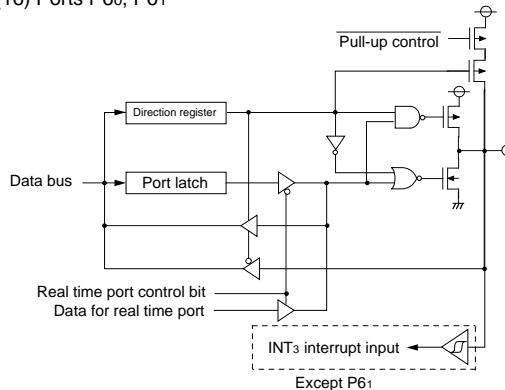 (16) Ports P60, P61
Pull-up control
Direction register
Data bus
Port latch
Real time port control bit
Data for real time port
INT3 interrupt input
Except P61